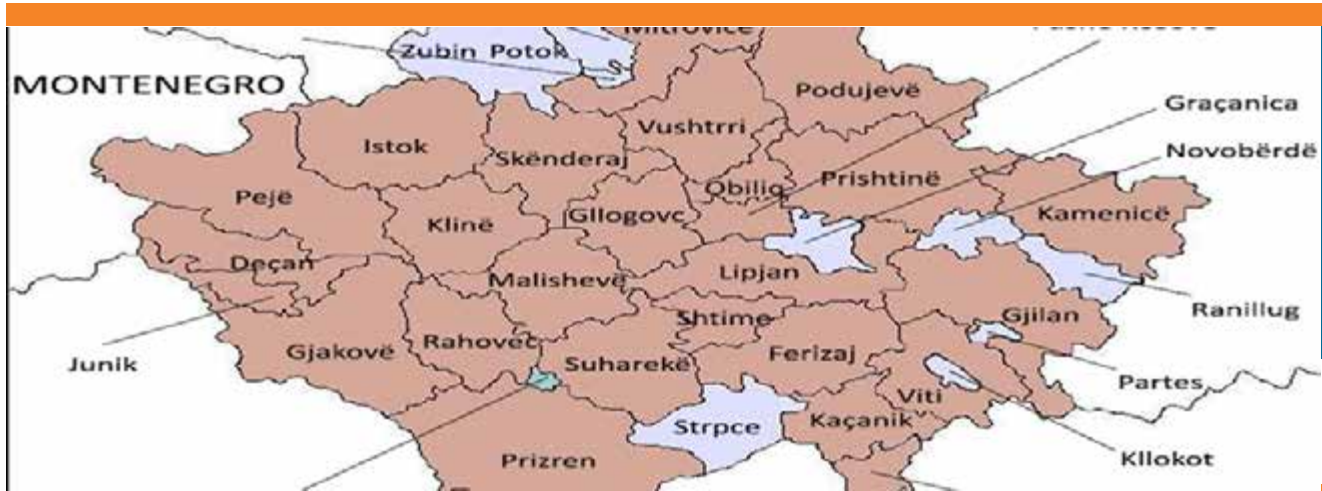 Zubin Potok
MONTENEGRO
Podujevë
Graçanica
Vushtrri
Istok
Skënderaj
Novobërdë
Obiliq
Prishtinë
Pejë
Klinë
Gllogovc
Kamenicë
Deçan
Malishevë
Lipjan
Ranillug
Shtime
Gjilan
Junik
Gjakovë
Rahovec
Suharekë
Ferizaj
Partes
Viti
Strpce
Kaçanik
Kllokot
Prizren